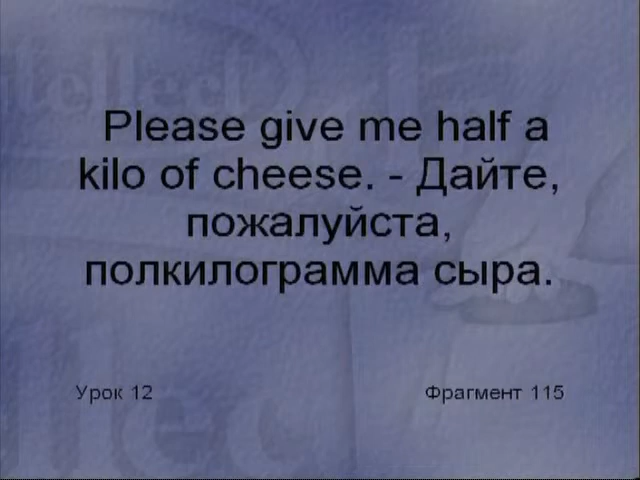 Please give me half a
kilo of cheese. - Дайте,
пожалуйста,
полкилограмма сыра.
Урок 12
Фрагмент 115